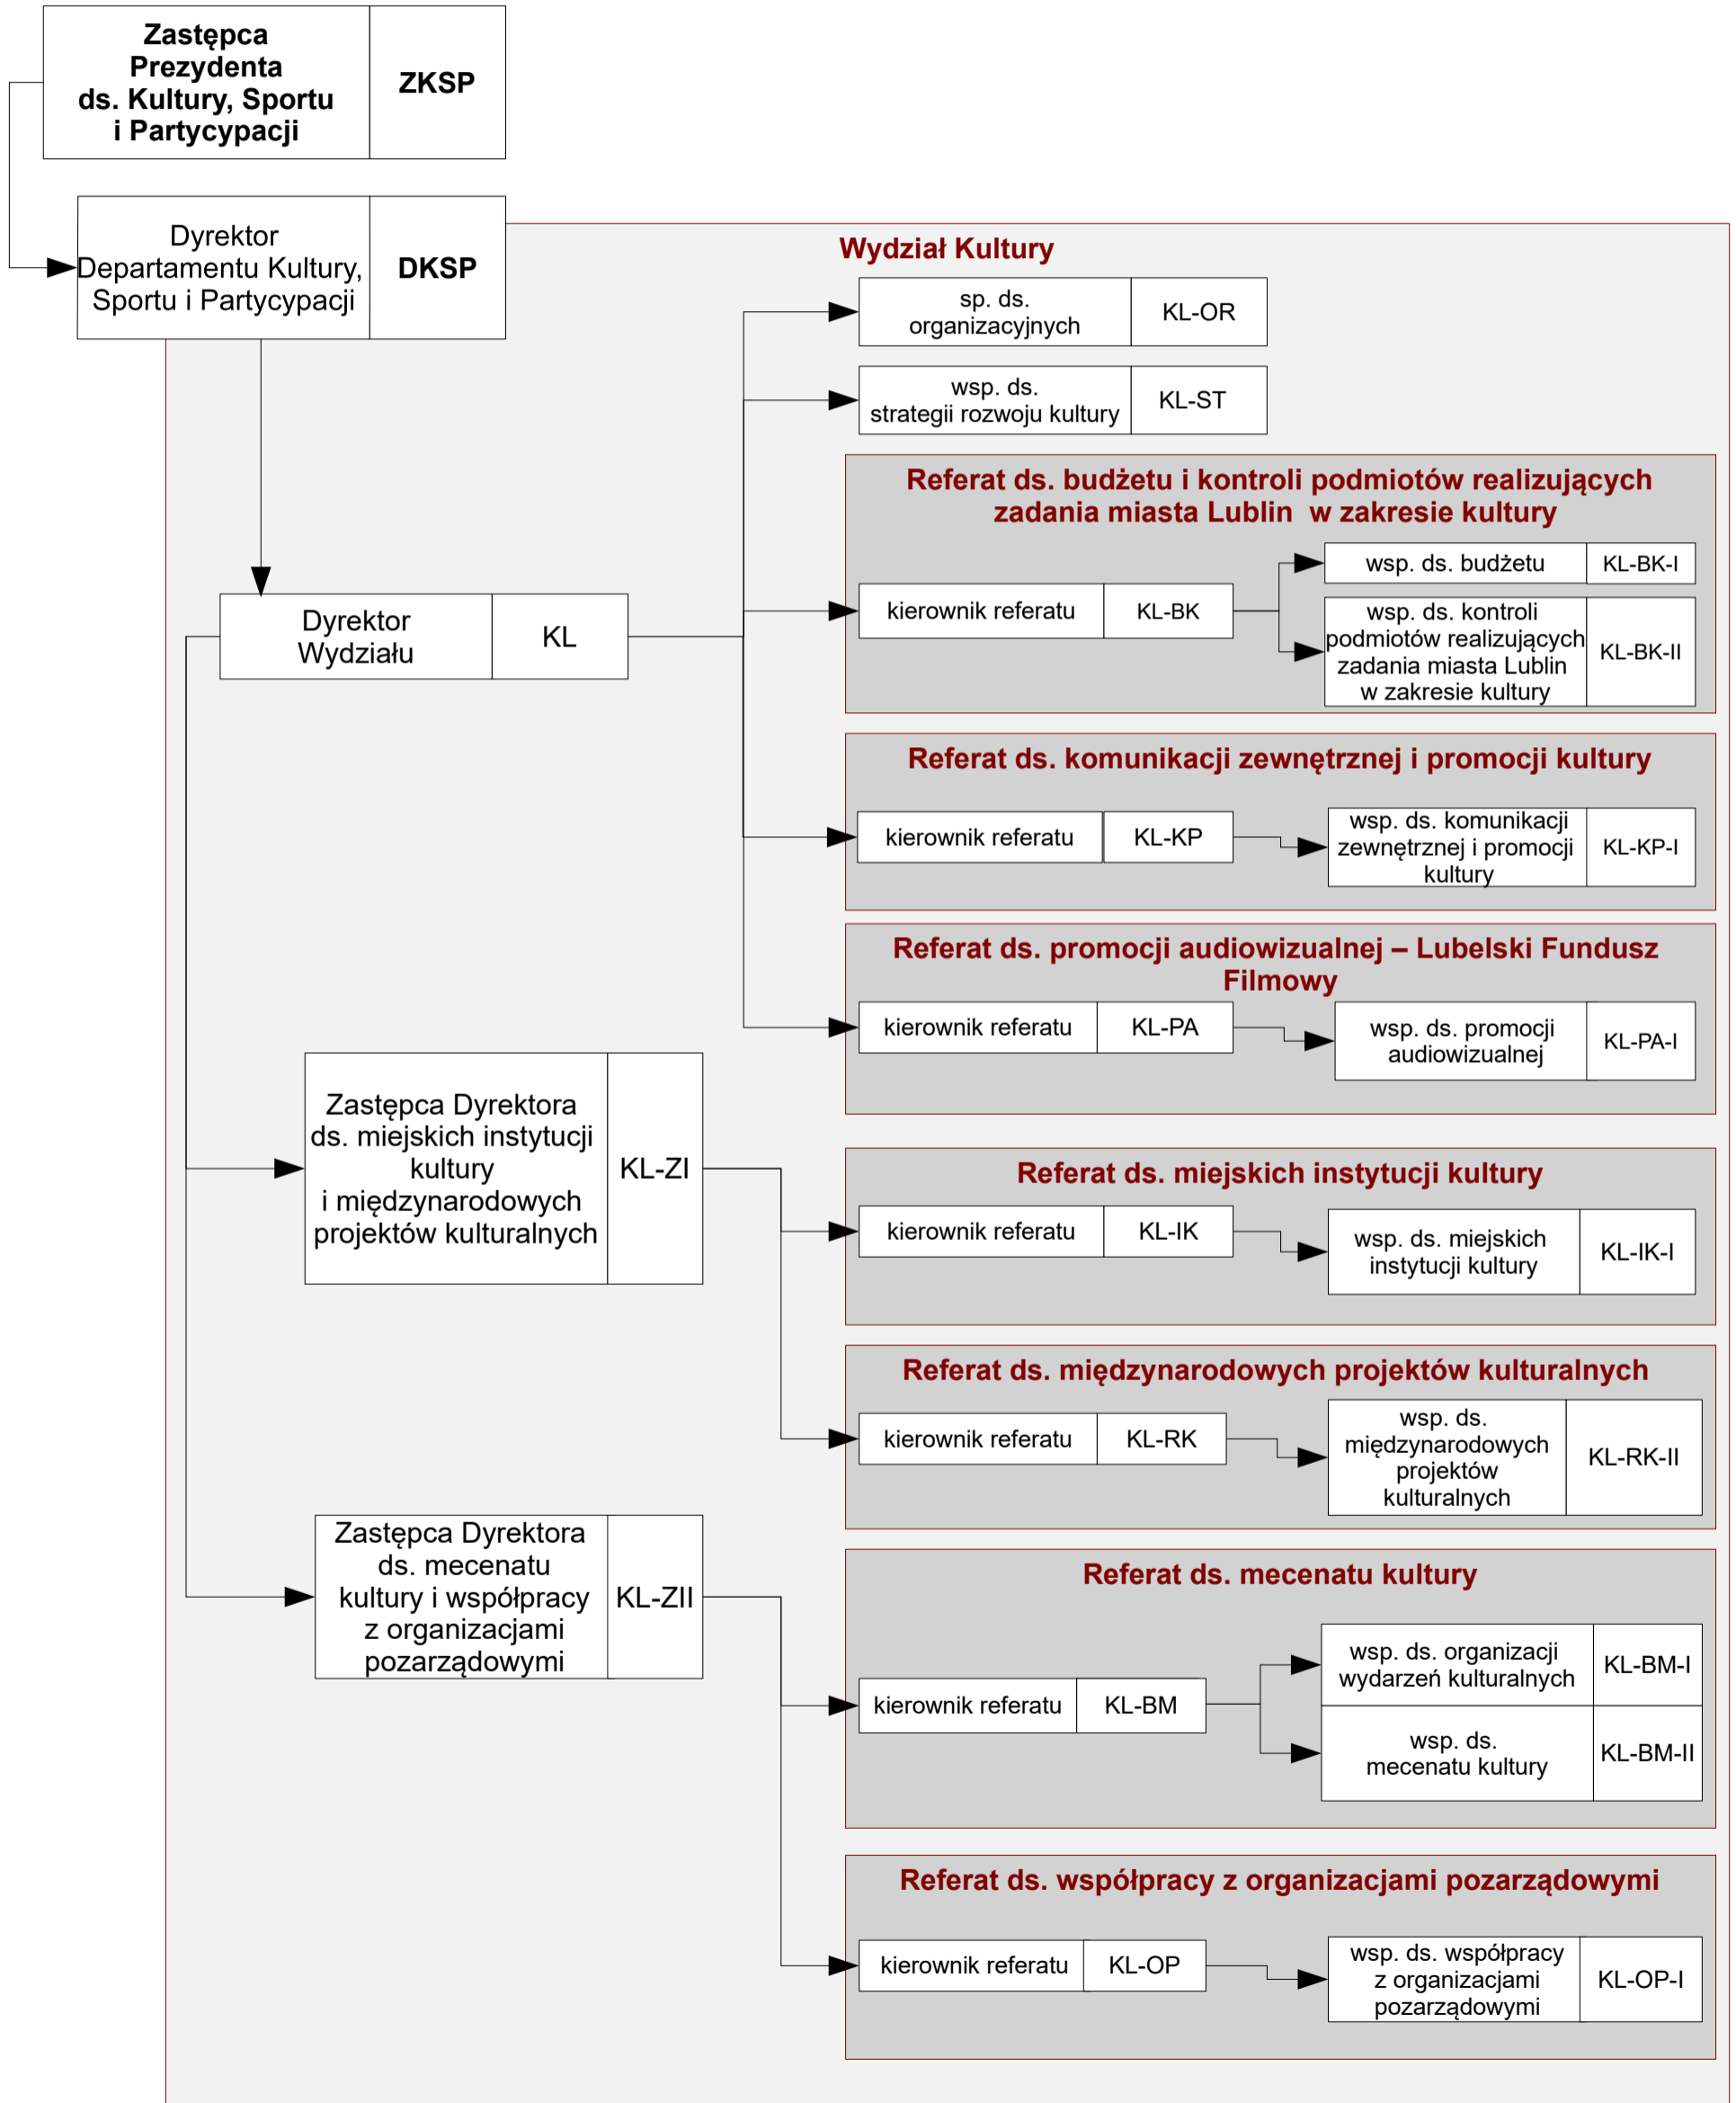 Zastępca
Prezydenta
ds. Kultury, Sportu
i Partycypacji
ZKSP
Dyrektor
Departamentu Kultury,
Sportu i Partycypacji
DKSP
Wydział Kultury
sp. ds.
organizacyjnych
KL-OR
wsp. ds.
strategii rozwoju kultury
KL-ST
Referat ds. budżetu i kontroli podmiotów realizujących
zadania miasta Lublin w zakresie kultury
kierownik referatu
KL-BK
wsp. ds. budżetu
KL-BK-I
wsp. ds. kontroli
podmiotów realizujących
zadania miasta Lublin
w zakresie kultury
KL-BK-II
Dyrektor
Wydziału
KL
Referat ds. komunikacji zewnętrznej i promocji kultury
kierownik referatu
KL-KP
wsp. ds. komunikacji
zewnętrznej i promocji
kultury
KL-KP-I
Referat ds. promocji audiowizualnej – Lubelski Fundusz
Filmowy
kierownik referatu
KL-PA
wsp. ds. promocji
audiowizualnej
KL-PA-I
Zastępca Dyrektora
ds. miejskich instytucji
kultury
i międzynarodowych
projektów kulturalnych
KL-ZI
Referat ds. miejskich instytucji kultury
kierownik referatu
KL-IK
wsp. ds. miejskich
instytucji kultury
KL-IK-I
Referat ds. międzynarodowych projektów kulturalnych
kierownik referatu
KL-RK
wsp. ds.
międzynarodowych
projektów
kulturalnych
KL-RK-II
Zastępca Dyrektora
ds. mecenatu
kultury i współpracy
z organizacjami
pozarządowymi
KL-ZII
Referat ds. mecenatu kultury
kierownik referatu
KL-BM
wsp. ds. organizacji
wydarzeń kulturalnych
KL-BM-I
wsp. ds.
mecenatu kultury
KL-BM-II
Referat ds. współpracy z organizacjami pozarządowymi
kierownik referatu
KL-OP
wsp. ds. współpracy
z organizacjami
pozarządowymi
KL-OP-I